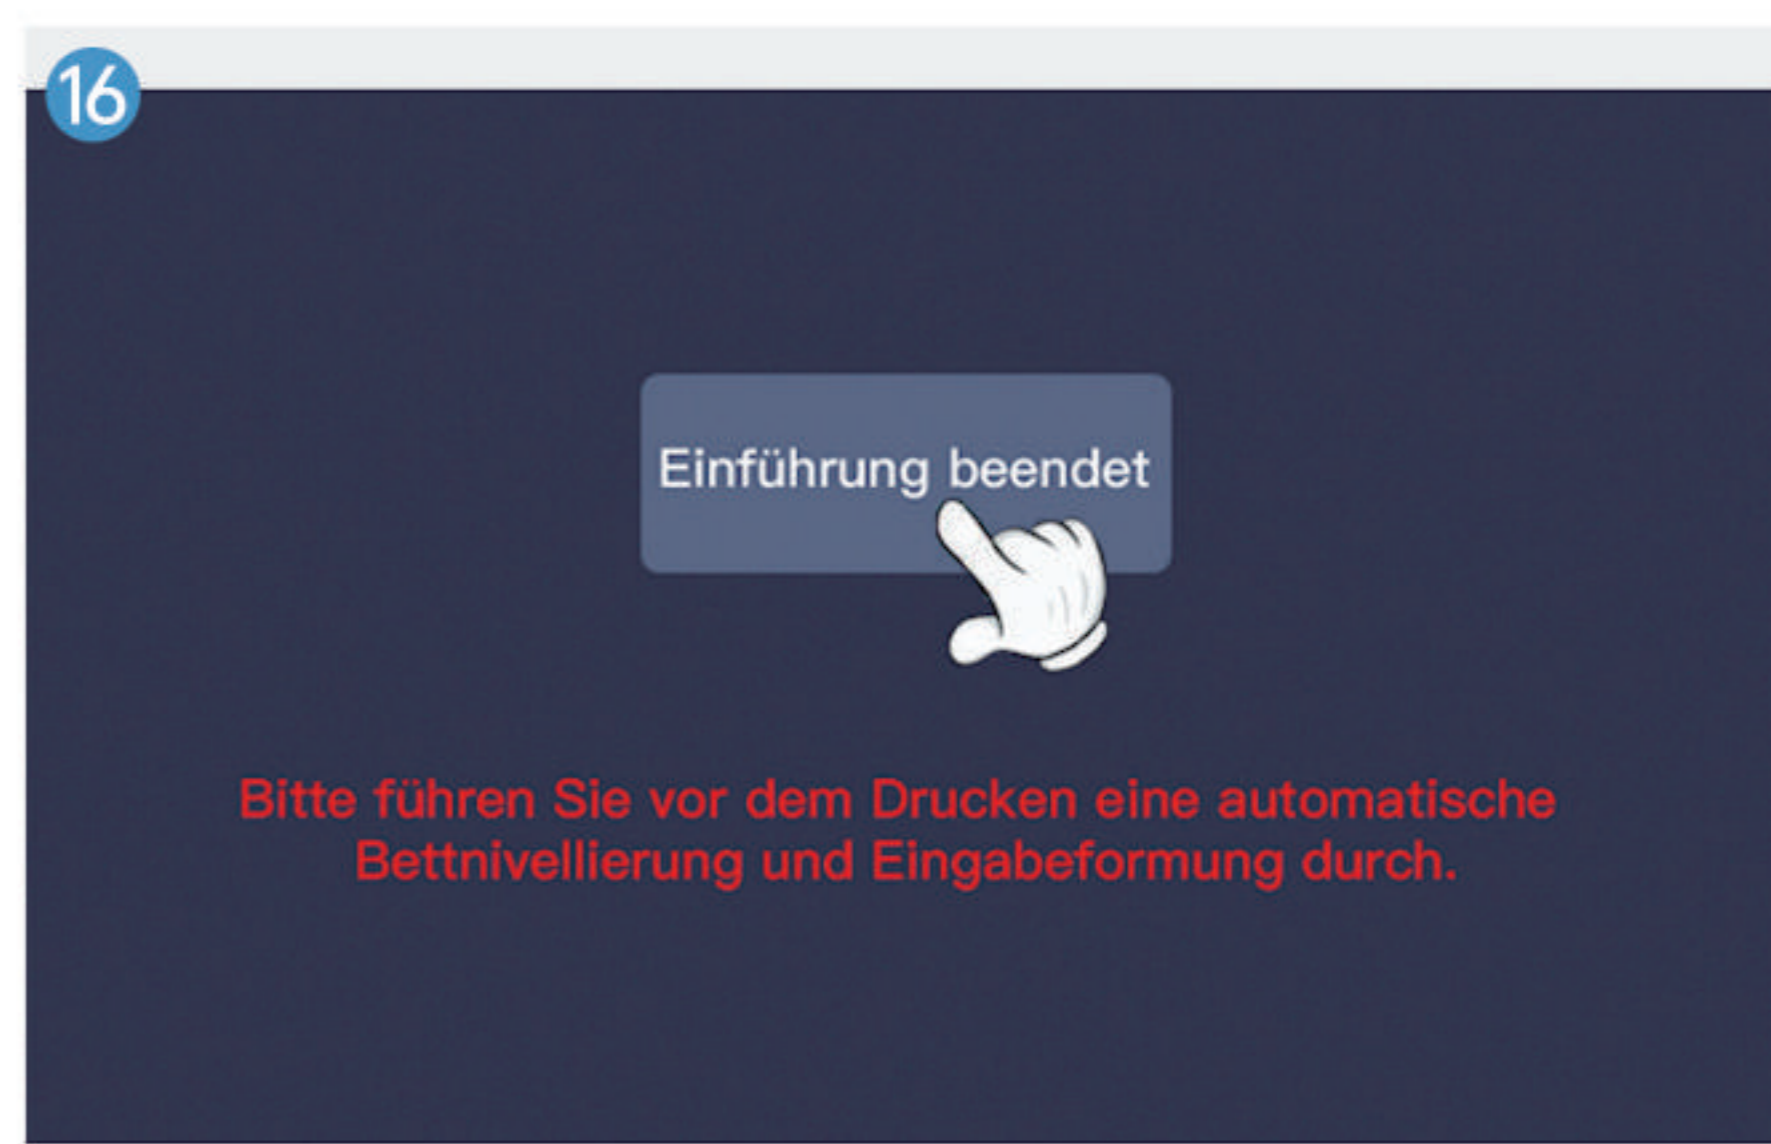 16
Einführung beendet
Bitte führen Sie vor dem Drucken eine automatische
Bettnivellierung und Eingabeformung durch.